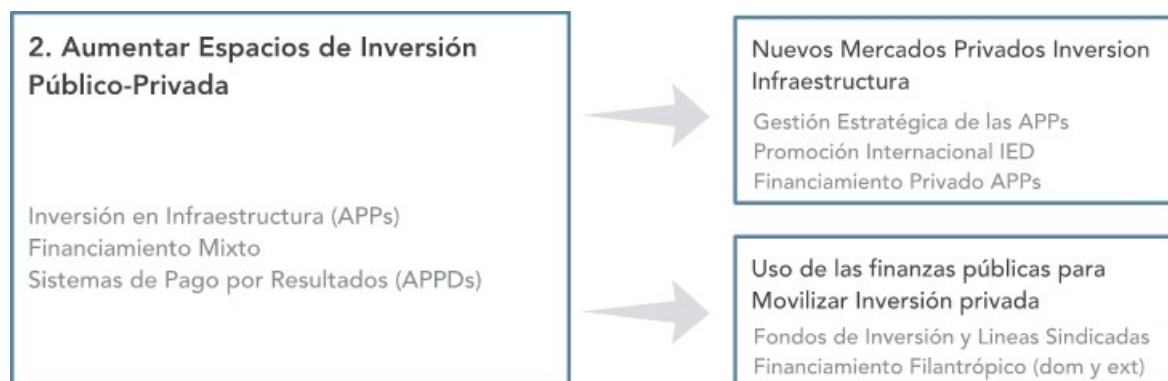 2. Aumentar Espacios de Inversión
Público-Privada
Inversión en Infraestructura (APPs)
Financiamiento Mixto
Sistemas de Pago por Resultados (APPDs)
Nuevos Mercados Privados Inversion
Infraestructura
Gestión Estratégica de las APPs
Promoción Internacional IED
Financiamiento Privado APPs
Uso de las finanzas públicas para
Movilizar Inversión privada
Fondos de Inversión y Lineas Sindicadas
Financiamiento Filantrópico (dom y ext)